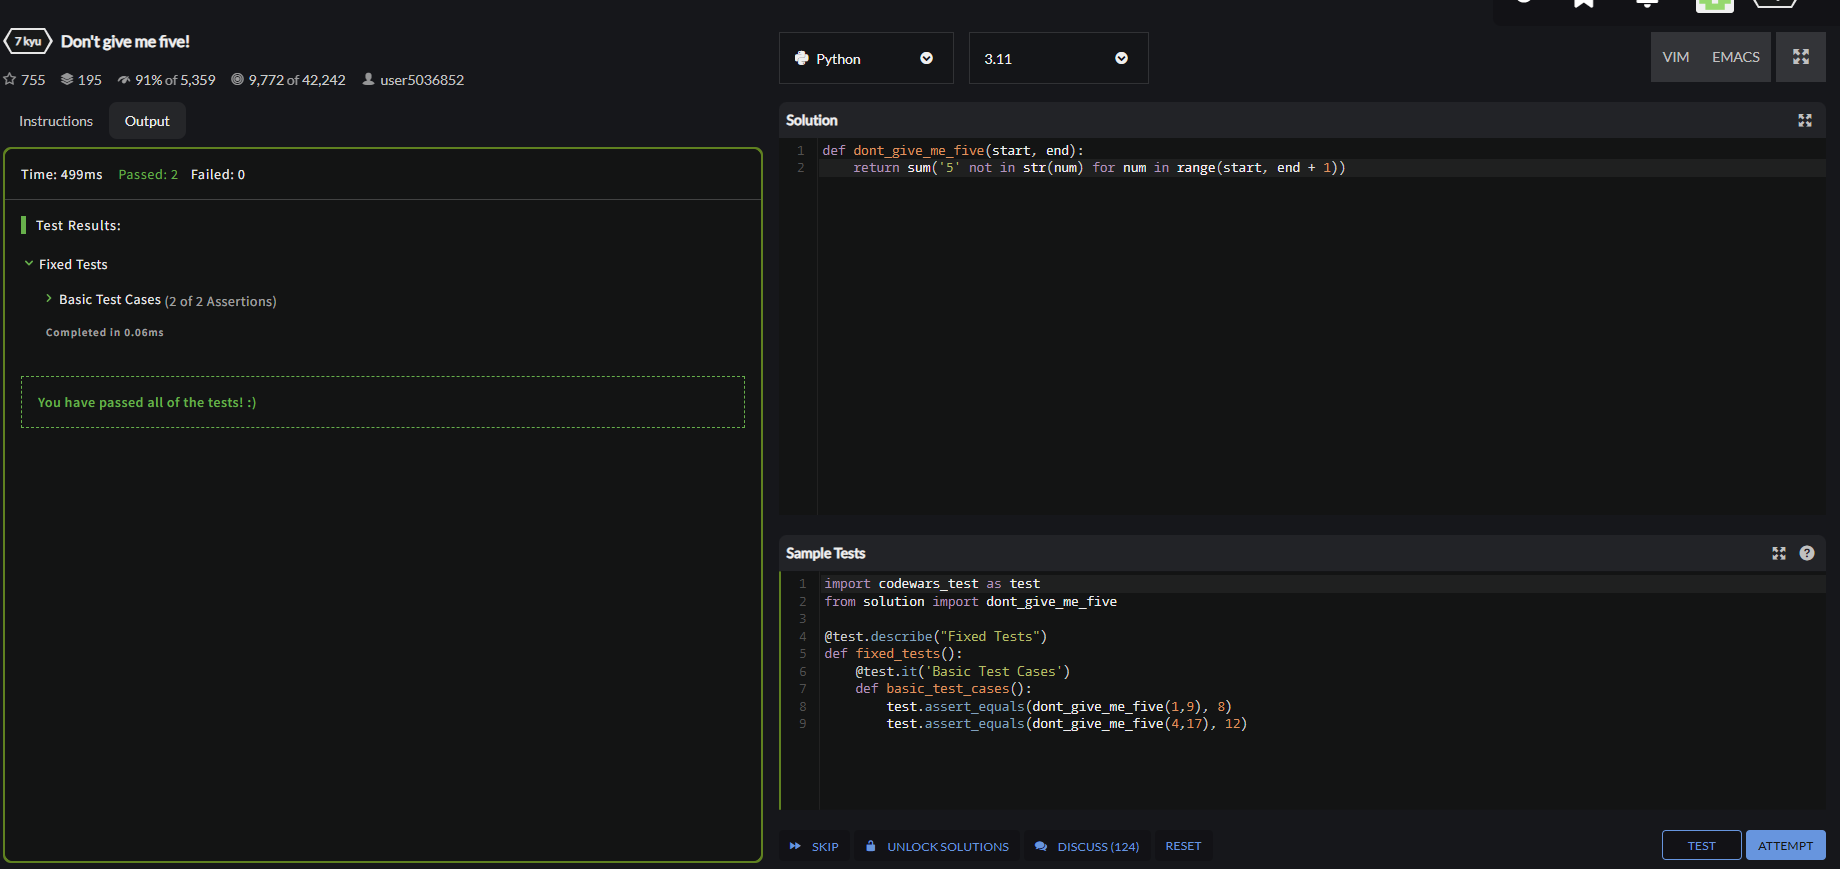 7 kyu Don't give me five!
755 195 91% of 5,359 9,772 of 42,242 user5036852
Instructions Output
Time: 499ms Passed: 2 Failed: 0
Test Results:
Fixed Tests
Basic Test Cases (2 of 2 Assertions)
Completed in 0.06ms
You have passed all of the tests! :)
Python 3.11 VIM EMACS
Solution
1 def dont_give_me_five(start, end):
2     return sum('5' not in str(num) for num in range(start, end + 1))
Sample Tests
1 import codewars_test as test
2 from solution import dont_give_me_five
3
4 @test.describe("Fixed Tests")
5 def fixed_tests():
6     @test.it('Basic Test Cases')
7     def basic_test_cases():
8         test.assert_equals(dont_give_me_five(1,9), 8)
9         test.assert_equals(dont_give_me_five(4,17), 12)
SKIP UNLOCK SOLUTIONS DISCUSS (124) RESET TEST ATTEMPT